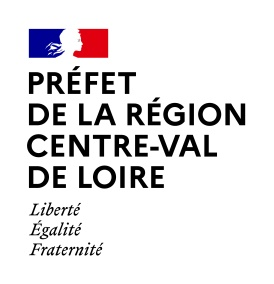 PRÉFET
DE LA RÉGION
CENTRE-VAL
DE LOIRE
Liberté
Égalité
Fraternité